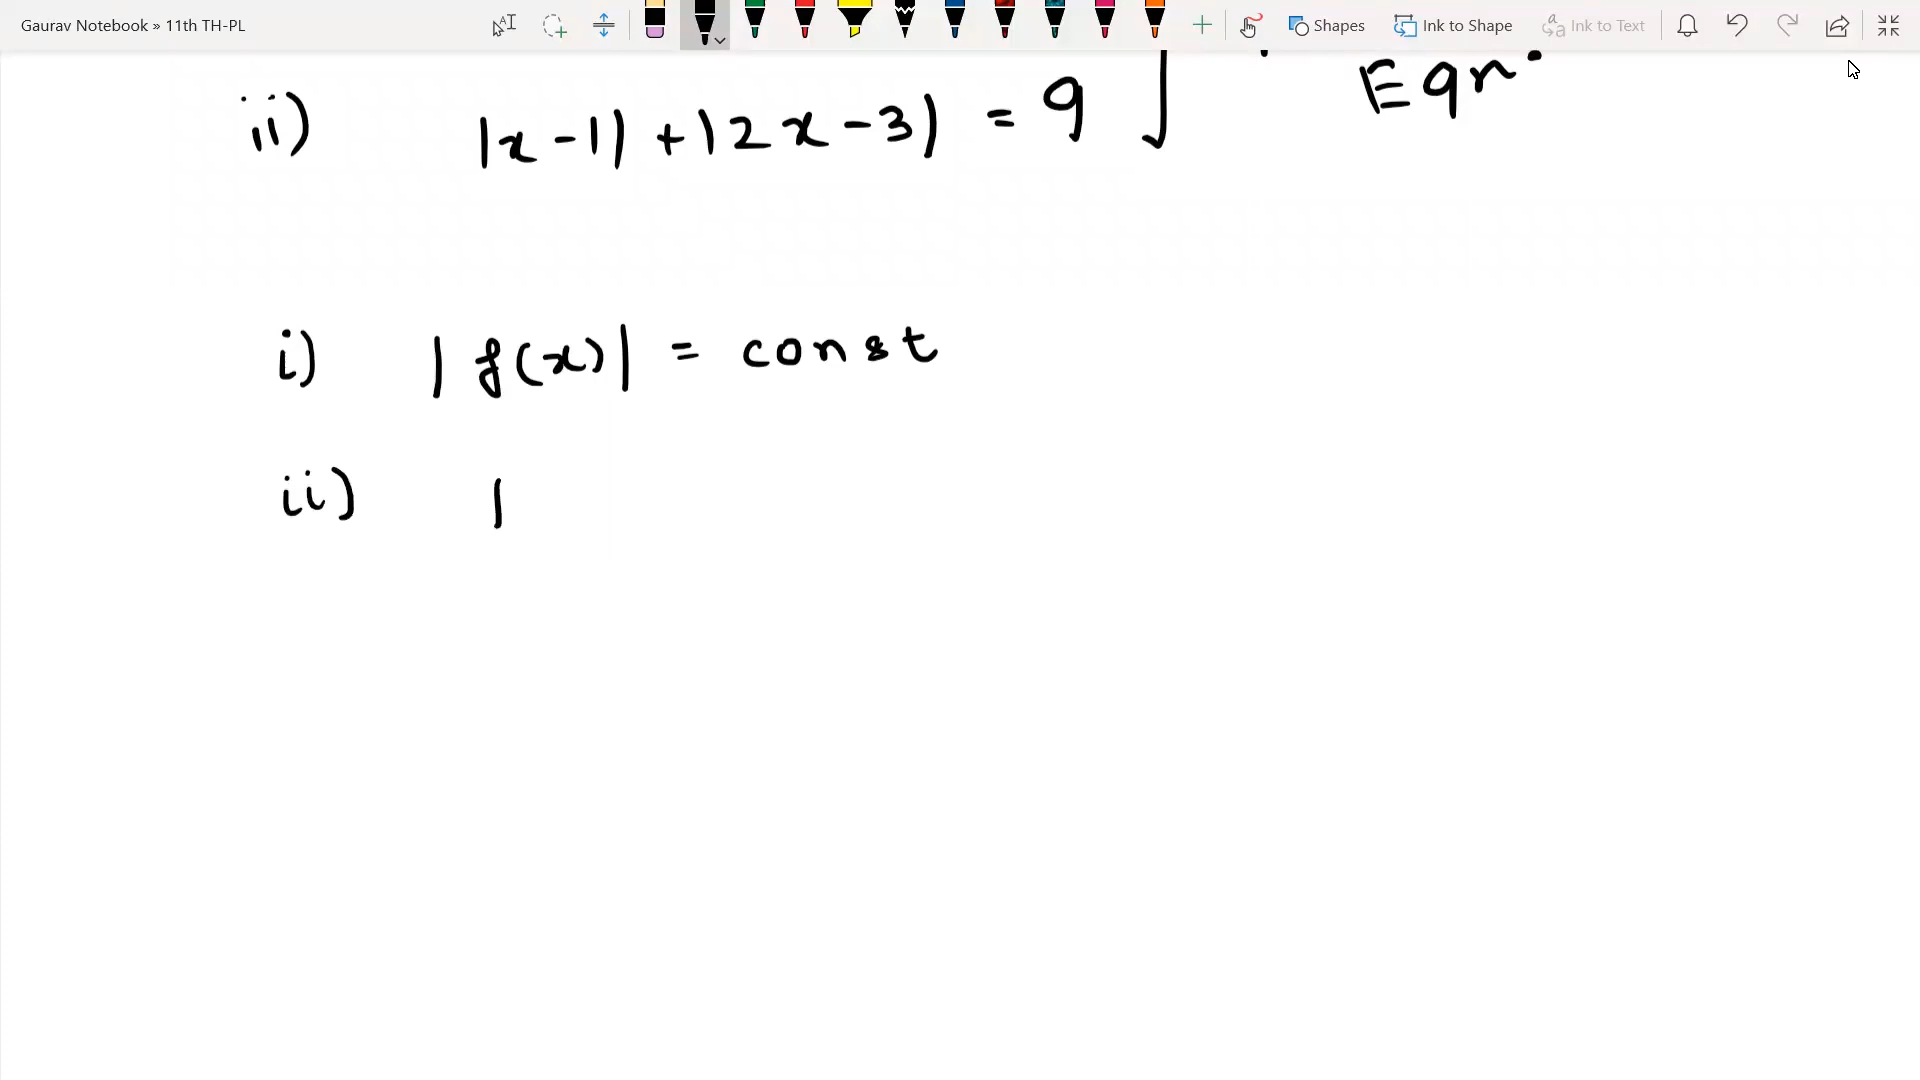 Gaurav Notebook » 11th TH-PL Shapes Ink to Shape Ink to Text
Eqn.
ii) |x-1| + |2x-3| = 9
i) | f(x) | = const
ii) |